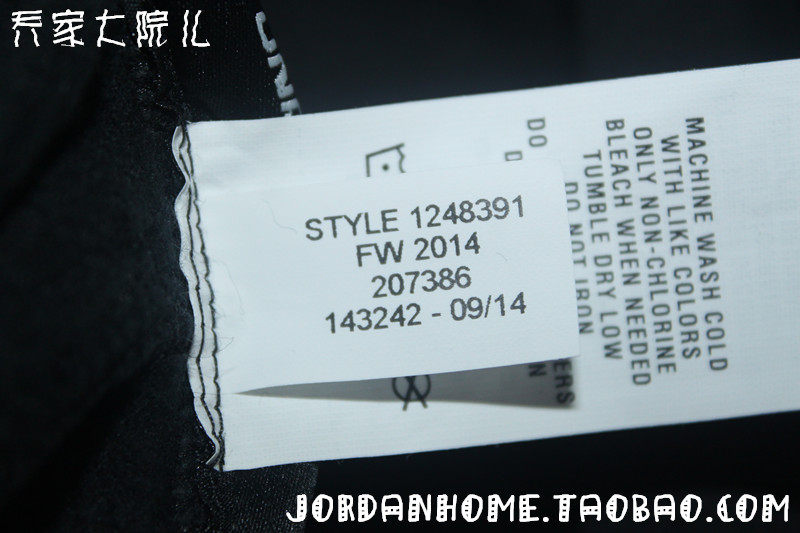 乔家大院儿
STYLE 1248391
FW 2014
207386
143242 - 09/14
MACHINE WASH COLD
WITH LIKE COLORS
ONLY NON-CHLORINE
BLEACH WHEN NEEDED
TUMBLE DRY LOW
DO NOT IRON
DO
JORDANHOME.TAOBAO.COM